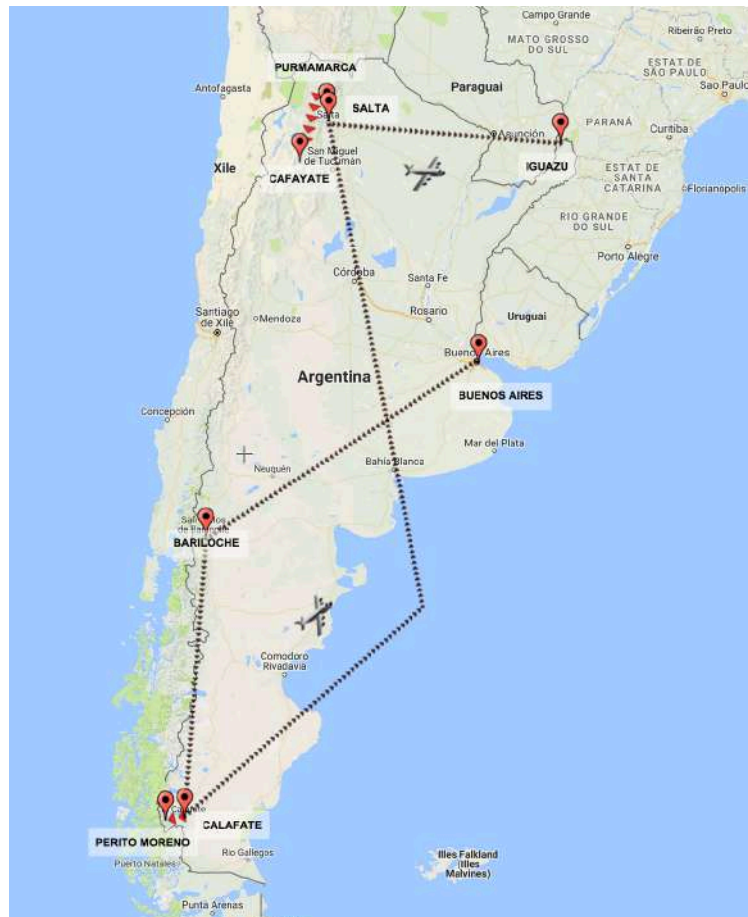 Campo Grande
MATO GROSSO
DO SUL
Ribeirão Preto
ESTAT DE
SÃO PAULO
PURMAMARCA
Antofagasta
Paraguai
Sao Paulo
SALTA
Salta
Asunción
PARANÁ
Curitiba
San Miguel
de Tucumán
IGUAZU
Xile
CAFAYATE
ESTAT DE
SANTA
CATARINA
Florianópolis
RIO GRANDE
DO SUL
Porto Alegre
Córdoba
Santa Fe
Santiago
de Xile
Mendoza
Rosario
Uruguai
Buenos Aires
Argentina
BUENOS AIRES
Concepción
Mar del Plata
Bahía Blanca
Neuquén
BARILOCHE
Comodoro
Rivadavia
CALAFATE
PERITO MORENO
Puerto Natales
Río Gallegos
Illes Falkland
(Illes
Malvines)
Punta Arenas